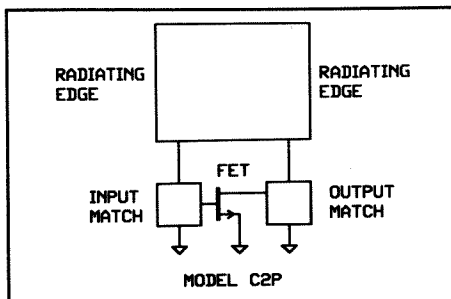 RADIATING
EDGE
RADIATING
EDGE
FET
INPUT
MATCH
OUTPUT
MATCH
MODEL C2P